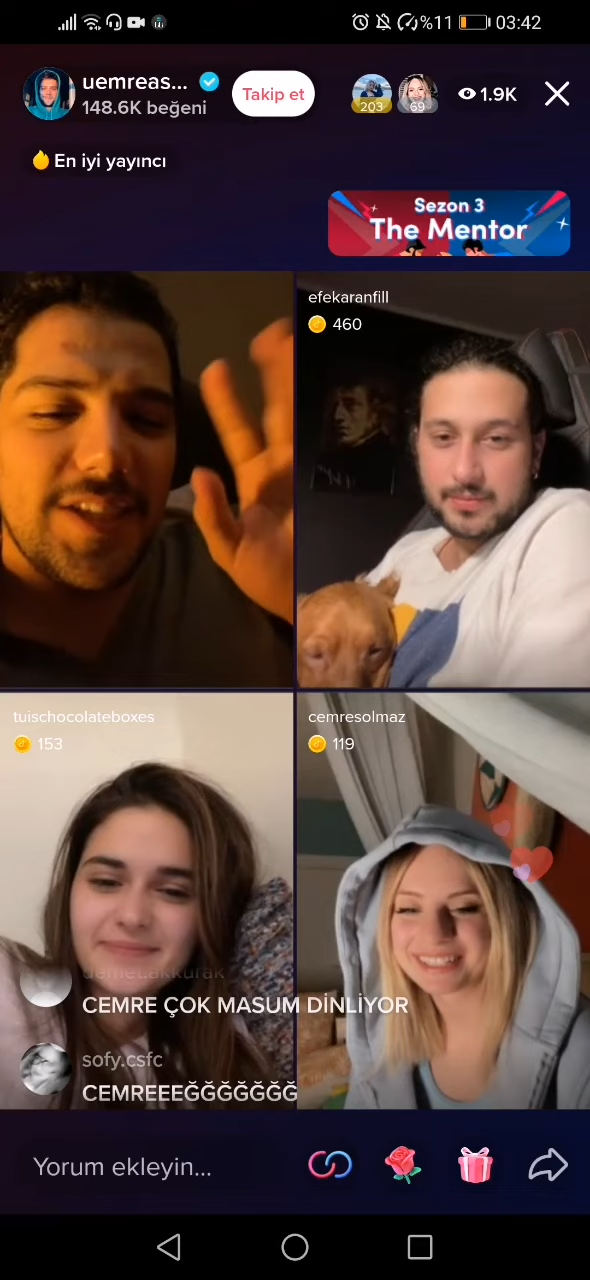 %11
03:42
uemreas...
148.6K beğeni
Takip et
203
69
1.9K
En iyi yayıncı
Sezon 3
The Mentor
efekaranfill
460
tuischocolateboxes
153
cemresolmaz
119
demetakkurak
CEMRE ÇOK MASUM DİNLİYOR
sofy.csfc
CEMREEEĞĞĞĞĞĞĞ
Yorum ekleyin...